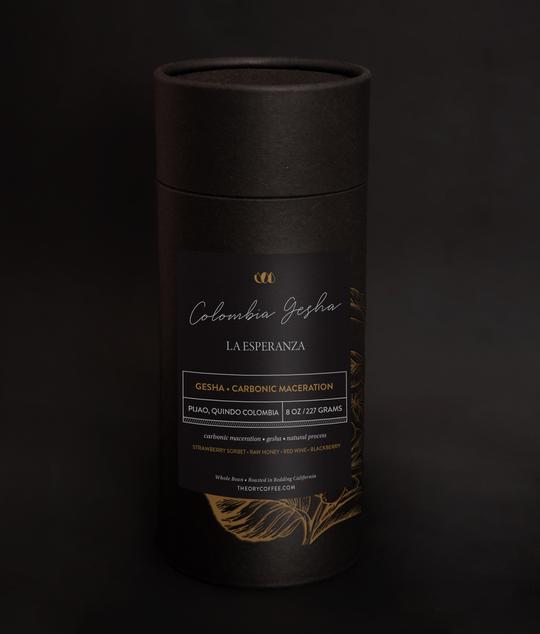 Colombia Gesha
LA ESPERANZA
GESHA • CARBONIC MACERATION
PIJAO, QUINDO COLOMBIA 8 OZ / 227 GRAMS
carbonic maceration • gesha • natural process
STRAWBERRY SORBET • RAW HONEY • RED WINE • BLACKBERRY
Whole Bean • Roasted in Redding California
THEORYCOFFEE.COM